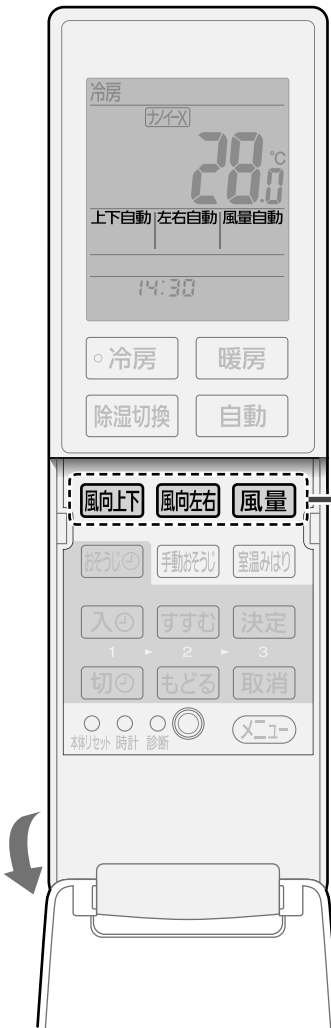 冷房
ナノイーX
28.0℃
上下自動 左右自動 風量自動
14:30
冷房 暖房
除湿切換 自動
風向上下 風向左右 風量
おそうじ 手動おそうじ 室温みはり
入 すすむ 決定
1 2 3
切 もどる 取消
本体リセット 時計 診断 メニュー